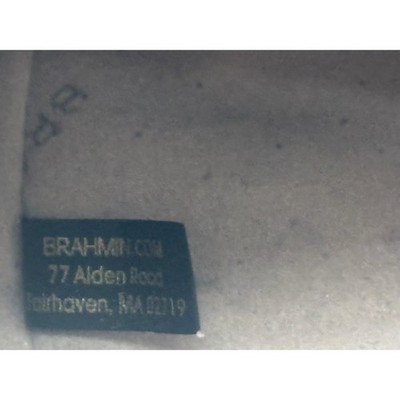 BRAHMIN.COM
77 Alden Road
Fairhaven, MA 02719